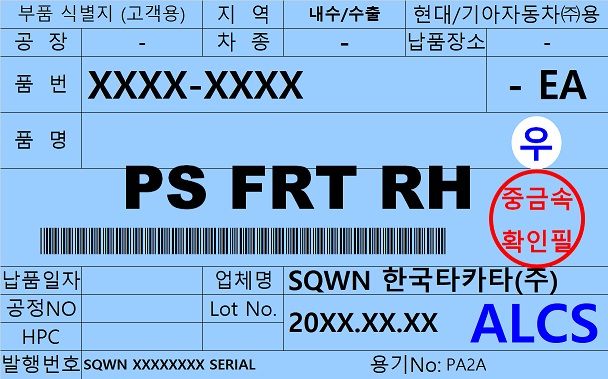 부품 식별지 (고객용) 지 역 내수/수출 현대/기아자동차㈜용
공 장 - 차 종 - 납품장소 -
품 번 XXXX-XXXX - EA
품 명
우
PS FRT RH
중금속
확인필
납품일자 업체명 SQWN 한국타카타(주)
공정NO Lot No. 20XX.XX.XX ALCS
HPC
발행번호 SQWN XXXXXXXX SERIAL 용기No: PA2A